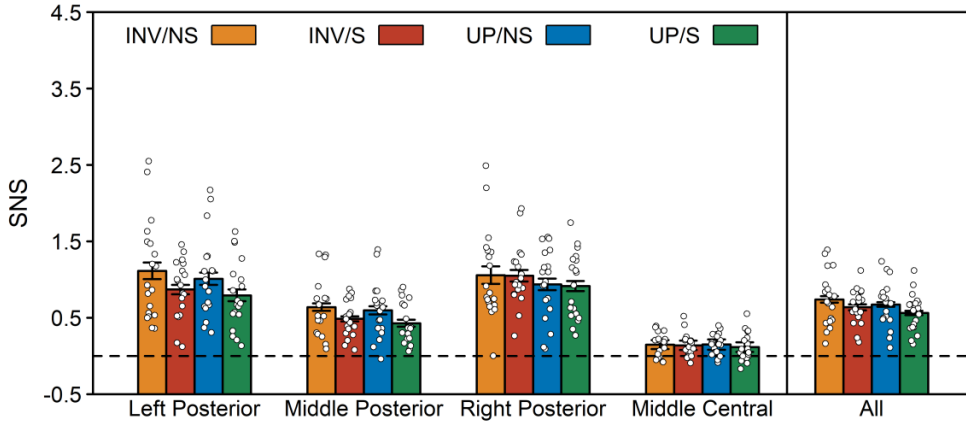 4.5
INV/NS INV/S UP/NS UP/S
3.5
2.5
SNS
1.5
0.5
-0.5
Left Posterior Middle Posterior Right Posterior Middle Central All